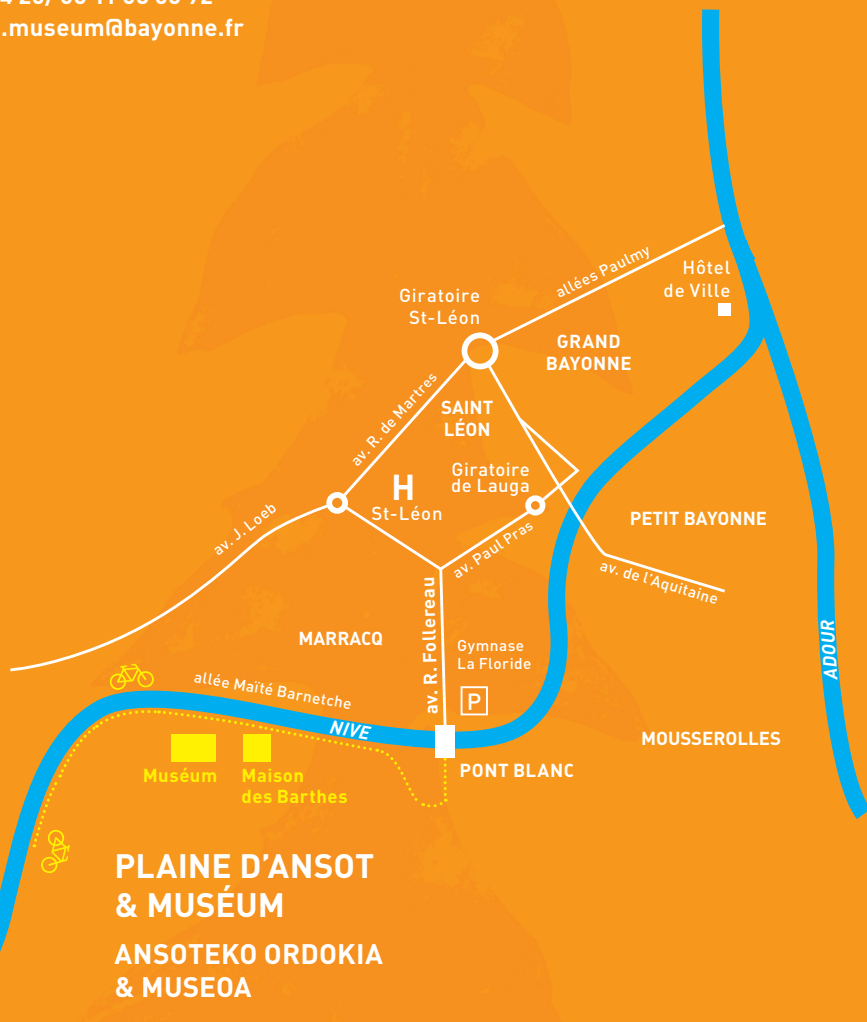 .museum@bayonne.fr
Hôtel
de Ville
allées Paulmy
Giratoire
St-Léon
GRAND
BAYONNE
av. R. de Martres
SAINT
LÉON
Giratoire
de Lauga
H
St-Léon
av. J. Loeb
av. Paul Pras
PETIT BAYONNE
av. de l'Aquitaine
av. R. Follereau
MARRACQ
Gymnase
La Floride
P
ADOUR
allée Maïté Barnetche
NIVE
MOUSSEROLLES
PONT BLANC
Muséum
Maison
des Barthes
PLAINE D'ANSOT
& MUSÉUM
ANSOTEKO ORDOKIA
& MUSEOA